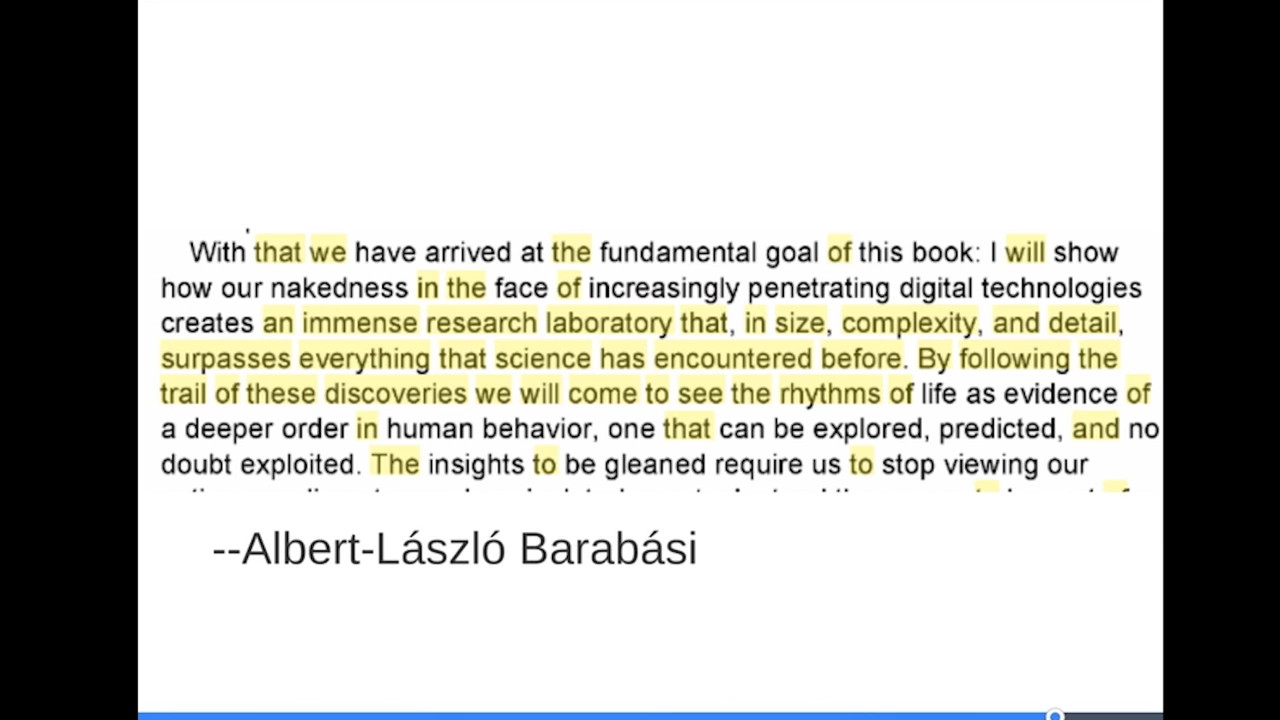 With that we have arrived at the fundamental goal of this book: I will show
how our nakedness in the face of increasingly penetrating digital technologies
creates an immense research laboratory that, in size, complexity, and detail,
surpasses everything that science has encountered before. By following the
trail of these discoveries we will come to see the rhythms of life as evidence of
a deeper order in human behavior, one that can be explored, predicted, and no
doubt exploited. The insights to be gleaned require us to stop viewing our
--Albert-László Barabási